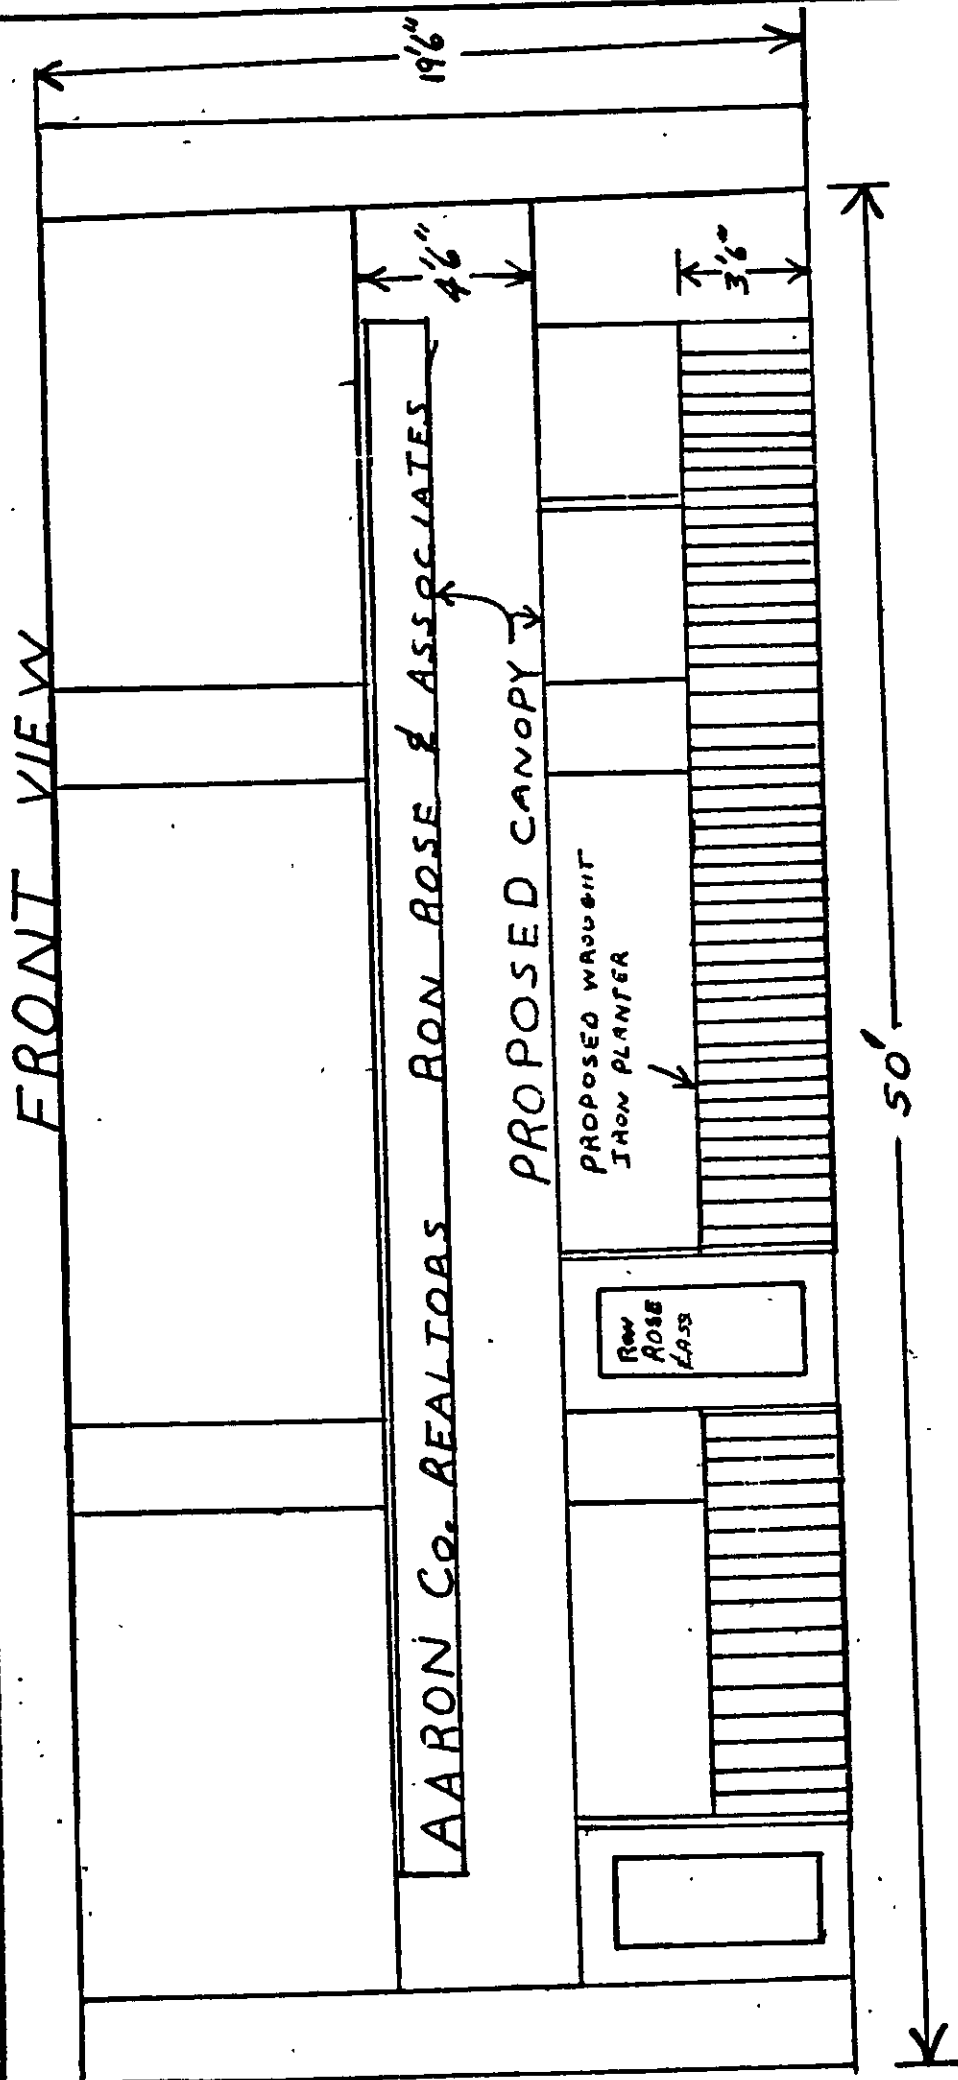 FRONT VIEW
19'6"
4'6"
AARON CO. REALTORS RON ROSE & ASSOCIATES
PROPOSED CANOPY
3'6"
PROPOSED WROUGHT
IRON PLANTER
RON
ROSE
50'